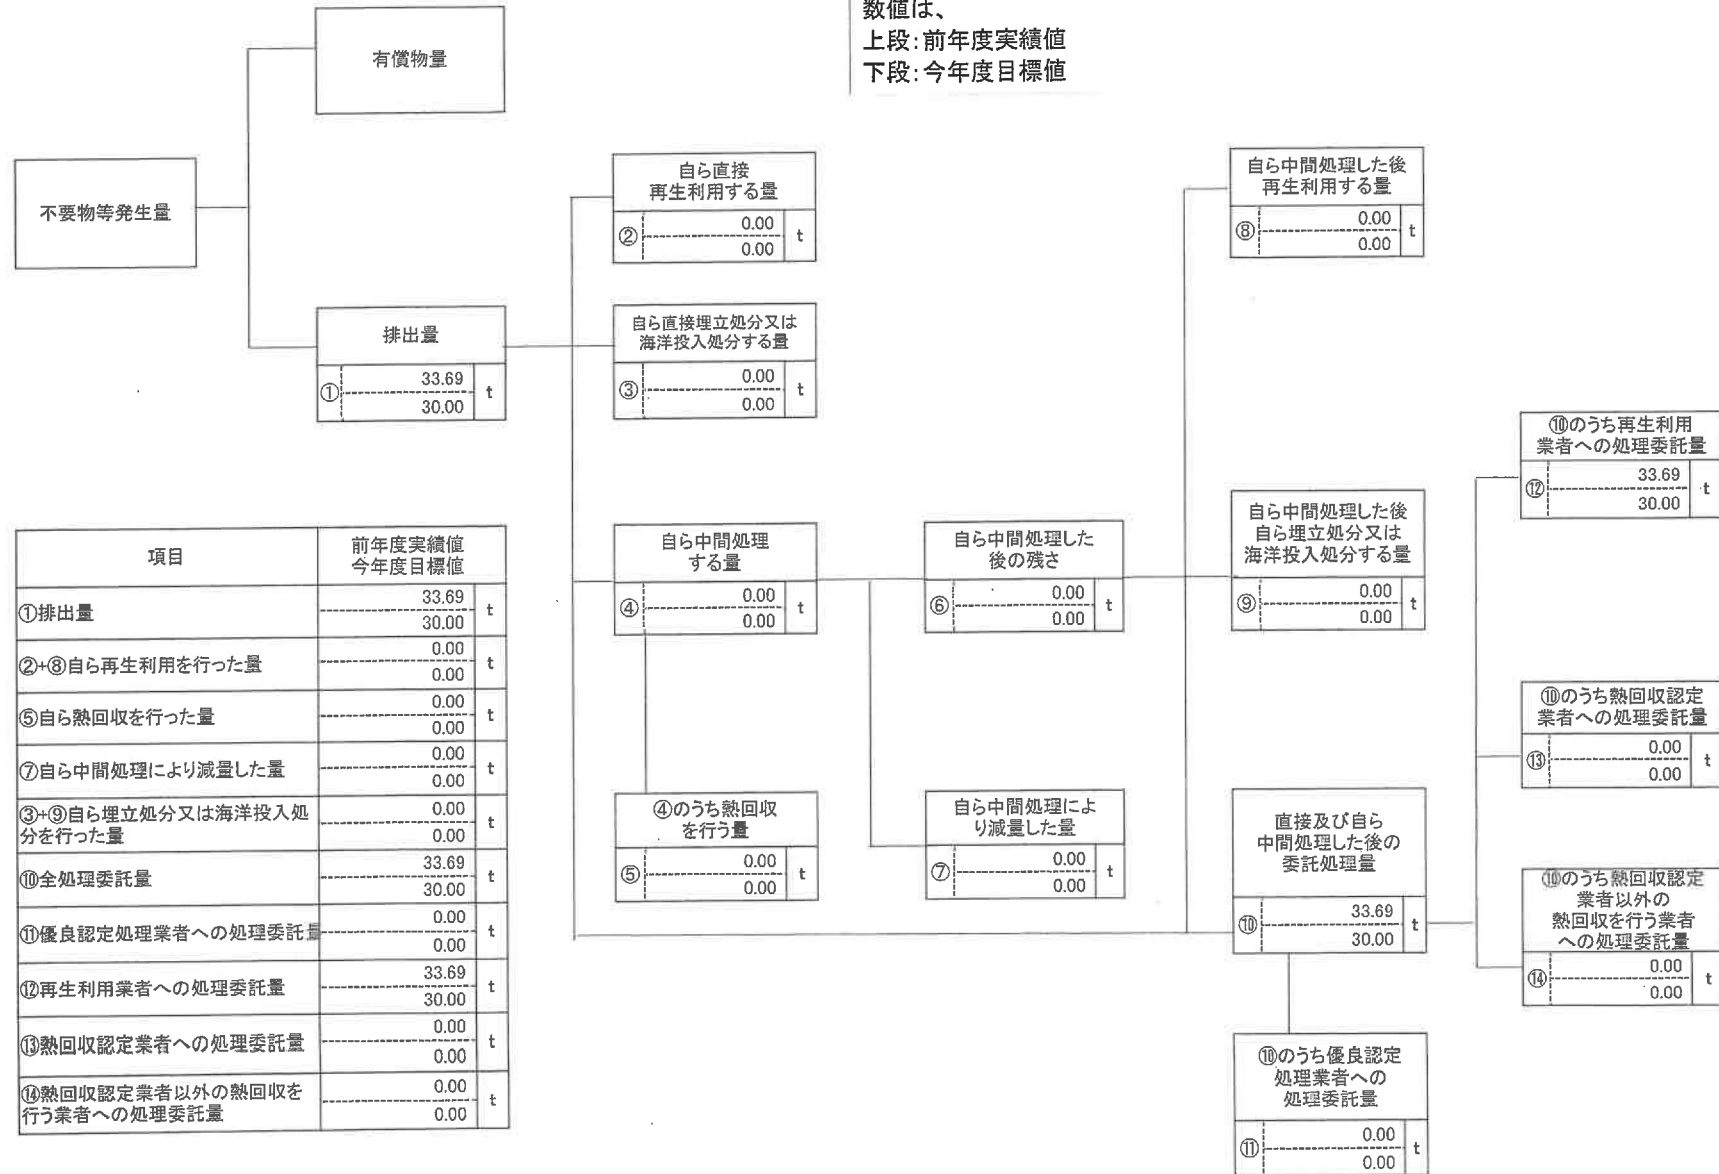 数値は、
上段：前年度実績値
下段：今年度目標値
有償物量
不要物等発生量
排出量
① 33.69 t
30.00
自ら直接
再生利用する量
② 0.00 t
0.00
自ら直接埋立処分又は
海洋投入処分する量
③ 0.00 t
0.00
自ら中間処理
する量
④ 0.00 t
0.00
④のうち熱回収
を行う量
⑤ 0.00 t
0.00
自ら中間処理した
後の残さ
⑥ 0.00 t
0.00
自ら中間処理によ
り減量した量
⑦ 0.00 t
0.00
自ら中間処理した後
再生利用する量
⑧ 0.00 t
0.00
自ら中間処理した後
自ら埋立処分又は
海洋投入処分する量
⑨ 0.00 t
0.00
直接及び自ら
中間処理した後の
委託処理量
⑩ 33.69 t
30.00
⑩のうち優良認定
処理業者への
処理委託量
⑪ 0.00 t
0.00
⑩のうち再生利用
業者への処理委託量
⑫ 33.69 t
30.00
⑩のうち熱回収認定
業者への処理委託量
⑬ 0.00 t
0.00
⑩のうち熱回収認定
業者以外の
熱回収を行う業者
への処理委託量
⑭ 0.00 t
0.00
項目 前年度実績値
今年度目標値
①排出量 33.69 t
30.00
②+⑧自ら再生利用を行った量 0.00 t
0.00
⑤自ら熱回収を行った量 0.00 t
0.00
⑦自ら中間処理により減量した量 0.00 t
0.00
③+⑨自ら埋立処分又は海洋投入処 0.00 t
分を行った量 0.00
⑩全処理委託量 33.69 t
30.00
⑪優良認定処理業者への処理委託量 0.00 t
0.00
⑫再生利用業者への処理委託量 33.69 t
30.00
⑬熱回収認定業者への処理委託量 0.00 t
0.00
⑭熱回収認定業者以外の熱回収を 0.00 t
行う業者への処理委託量 0.00